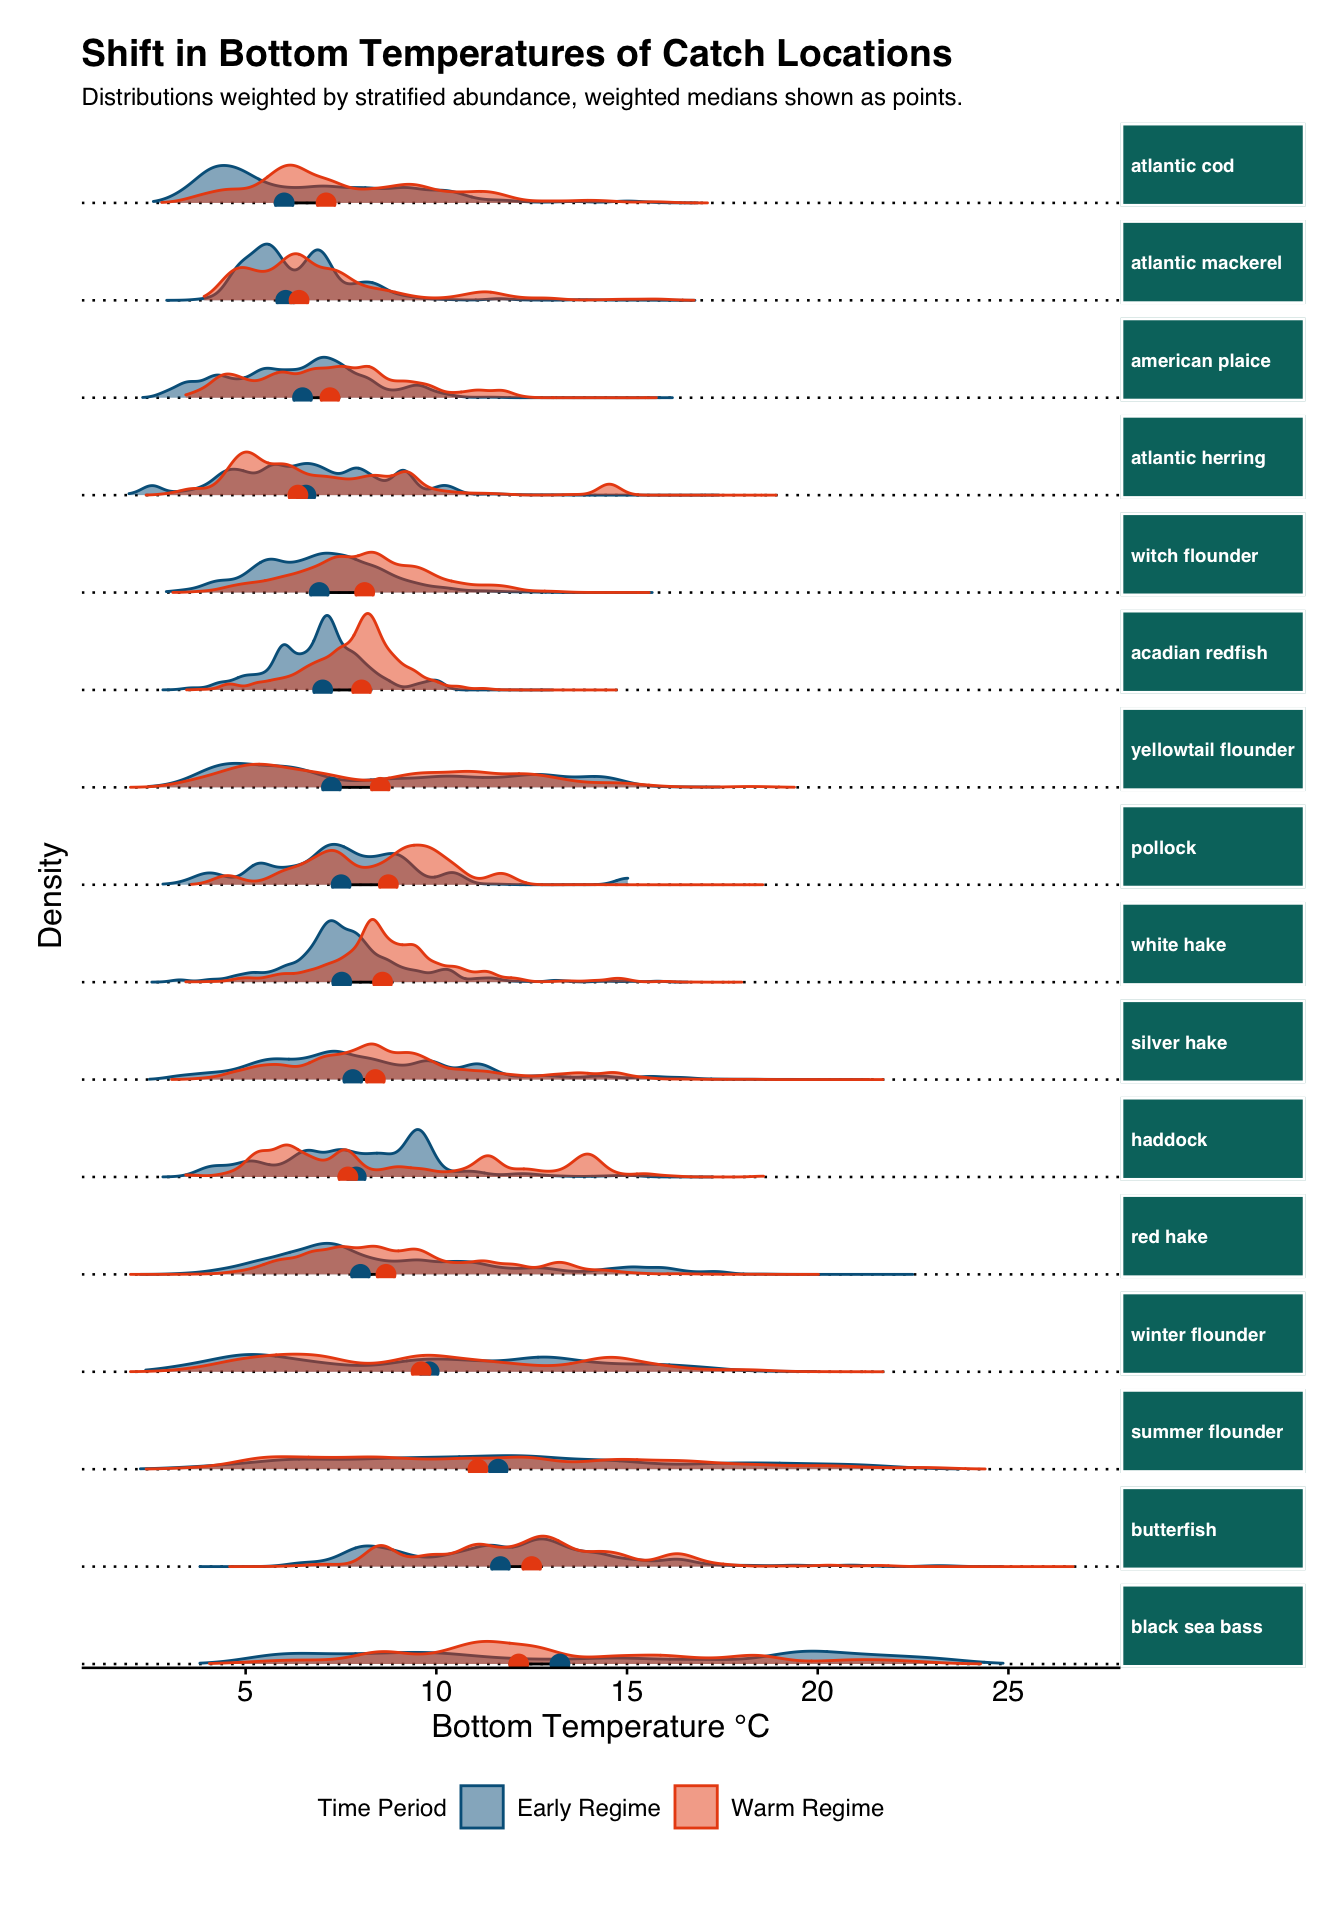 Shift in Bottom Temperatures of Catch Locations
Distributions weighted by stratified abundance, weighted medians shown as points.
atlantic cod
atlantic mackerel
american plaice
atlantic herring
witch flounder
acadian redfish
yellowtail flounder
pollock
white hake
silver hake
haddock
red hake
winter flounder
summer flounder
butterfish
black sea bass
Density
5 10 15 20 25
Bottom Temperature °C
Time Period Early Regime Warm Regime